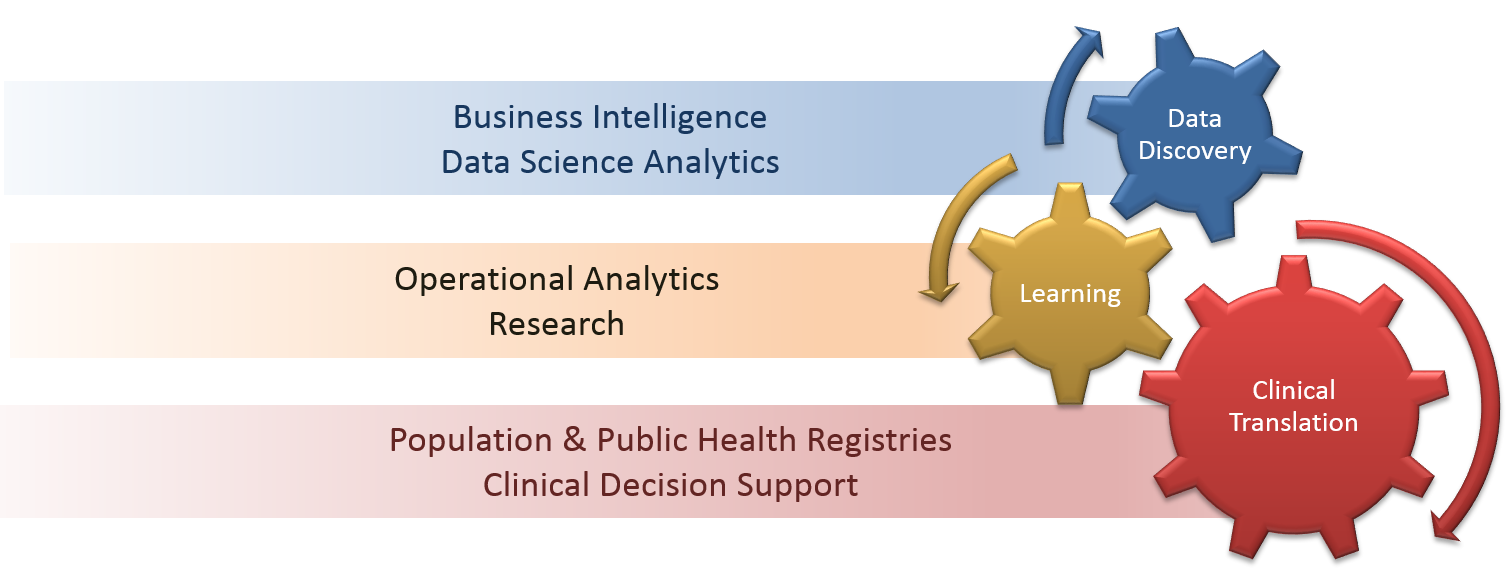 Business Intelligence
Data Science Analytics
Data
Discovery
Operational Analytics
Research
Learning
Population & Public Health Registries
Clinical Decision Support
Clinical
Translation